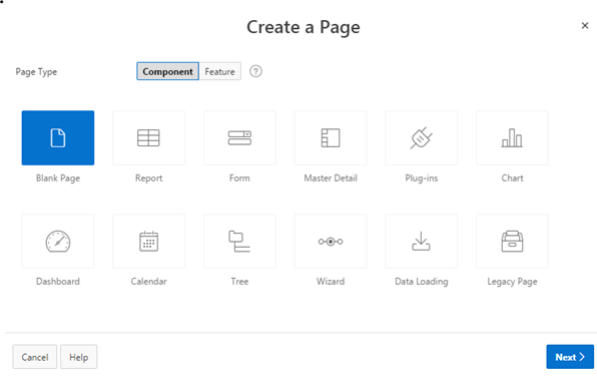 Create a Page
Page Type Component Feature
Blank Page Report Form Master Detail Plug-ins Chart
Dashboard Calendar Tree Wizard Data Loading Legacy Page
Cancel Help Next